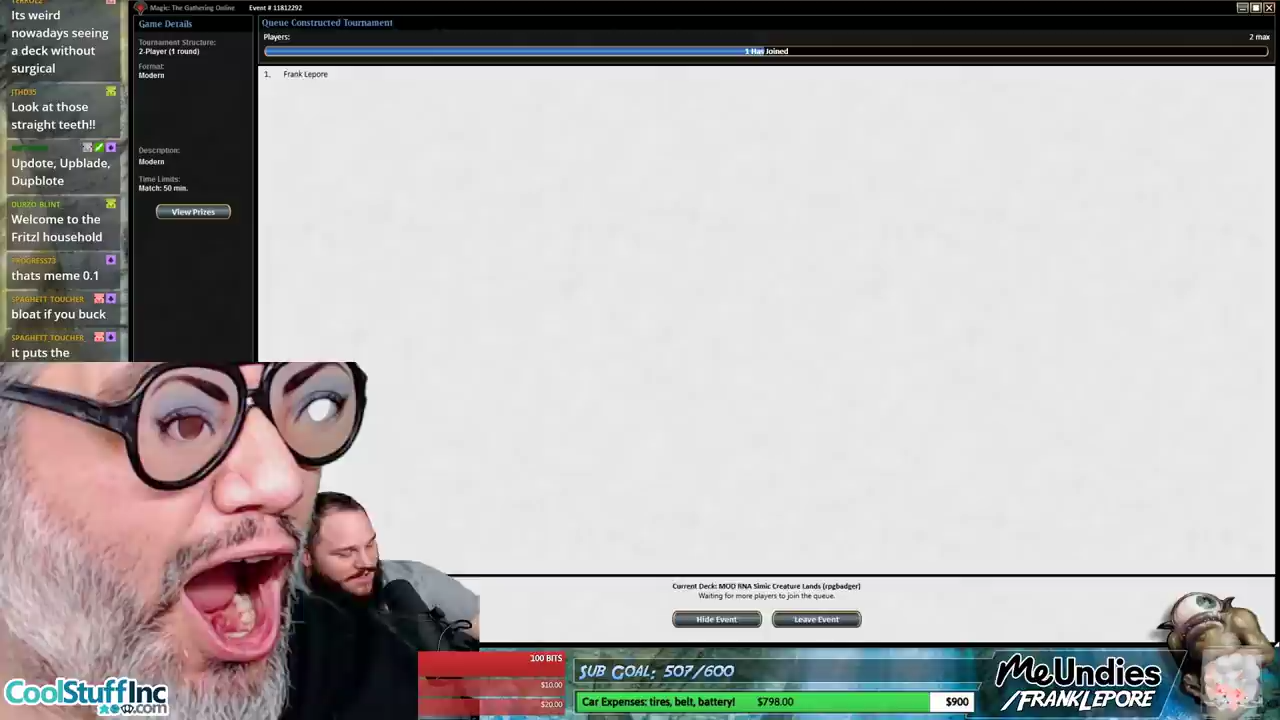 TERROLZ
Its weird
nowadays seeing
a deck without
surgical
JTHD35
Look at those
straight teeth!!
Updote, Upblade,
Dupblote
DURZO BLINT
Welcome to the
Fritzl household
thats meme 0.1
SPAGHETT TOUCHER
bloat if you buck
SPAGHETT TOUCHER
it puts the
Magic: The Gathering Online Event # 11812292
Game Details
Tournament Structure:
2-Player (1 round)
Format:
Modern
Description:
Modern
Time Limits:
Match: 50 min.
View Prizes
Queue Constructed Tournament
Players:
2 max
1 Has Joined
1. Frank Lepore
Current Deck: MOD RNA Simic Creature Lands (rpgbadger)
Waiting for more players to join the queue.
Hide Event
Leave Event
CoolStuffInc
.com
100 BITS
$10.00
$20.00
SUB GOAL: 507/600
Car Expenses: tires, belt, battery! $798.00 $900
MeUndies
/FRANKLEPORE